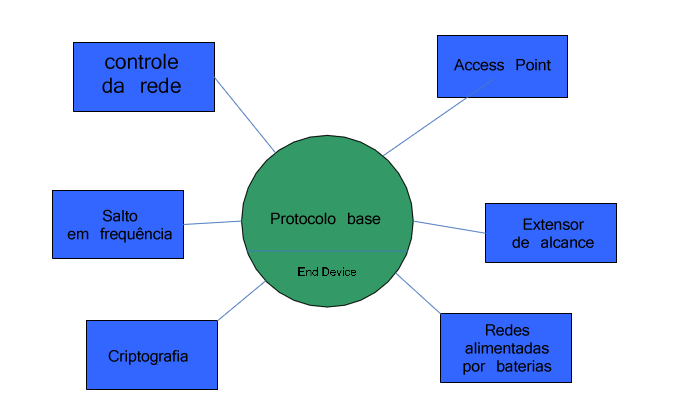 controle
da rede
Access Point
Salto
em frequência
Protocolo base
End Device
Extensor
de alcance
Criptografia
Redes
alimentadas
por baterias